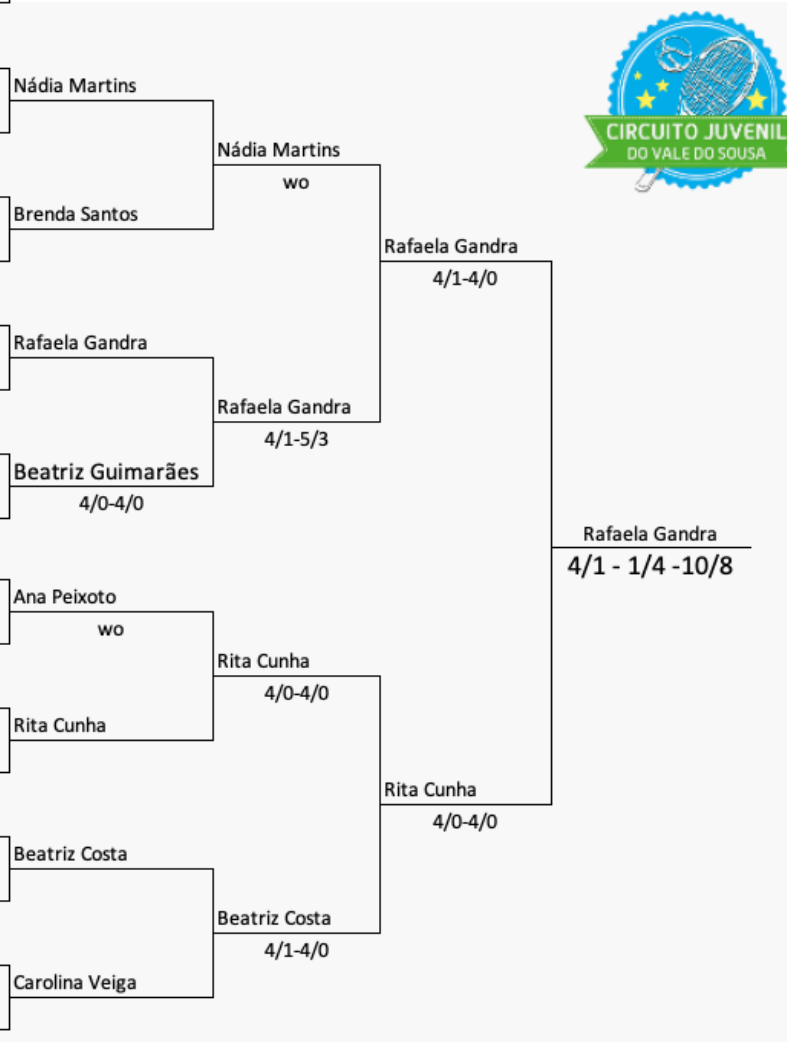 CIRCUITO JUVENIL
DO VALE DO SOUSA
Nádia Martins
Nádia Martins
wo
Brenda Santos
Rafaela Gandra
4/1-4/0
Rafaela Gandra
Rafaela Gandra
4/1-5/3
Beatriz Guimarães
4/0-4/0
Rafaela Gandra
4/1 - 1/4 -10/8
Ana Peixoto
wo
Rita Cunha
4/0-4/0
Rita Cunha
Rita Cunha
4/0-4/0
Beatriz Costa
Beatriz Costa
4/1-4/0
Carolina Veiga